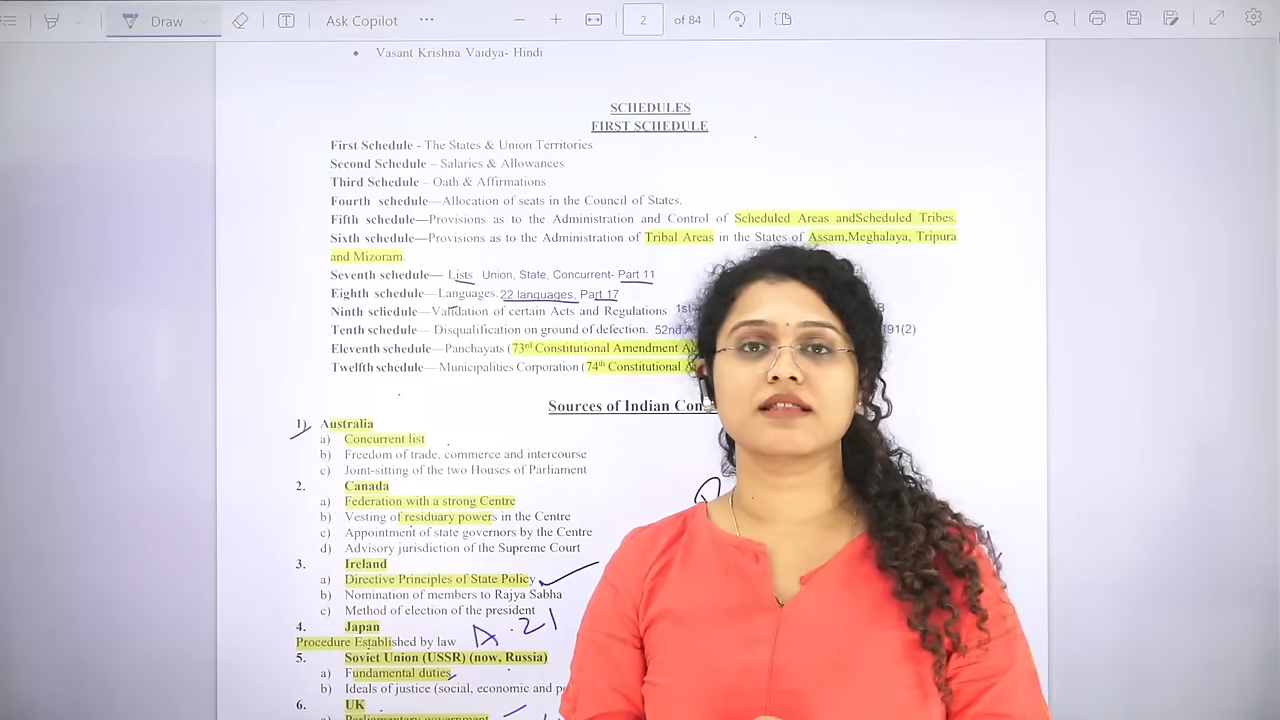 Draw
Ask Copilot
2 of 84
• Vasant Krishna Vaidya- Hindi
SCHEDULES
FIRST SCHEDULE
First Schedule - The States & Union Territories
Second Schedule – Salaries & Allowances
Third Schedule – Oath & Affirmations
Fourth schedule—Allocation of seats in the Council of States.
Fifth schedule—Provisions as to the Administration and Control of Scheduled Areas andScheduled Tribes.
Sixth schedule—Provisions as to the Administration of Tribal Areas in the States of Assam,Meghalaya, Tripura
and Mizoram.
Seventh schedule— Lists Union, State, Concurrent- Part 11
Eighth schedule—Languages. 22 languages, Part 17
Ninth schedule—Validation of certain Acts and Regulations 1st
Tenth schedule— Disqualification on ground of defection. 52nd 191(2)
Eleventh schedule—Panchayats (73rd Constitutional Amendment
Twelfth schedule— Municipalities Corporation (74th Constitutional
Sources of Indian
1) Australia
a) Concurrent list
b) Freedom of trade, commerce and intercourse
c) Joint-sitting of the two Houses of Parliament
2. Canada
a) Federation with a strong Centre
b) Vesting of residuary powers in the Centre
c) Appointment of state governors by the Centre
d) Advisory jurisdiction of the Supreme Court
3. Ireland
a) Directive Principles of State Policy
b) Nomination of members to Rajya Sabha
c) Method of election of the president
4. Japan
Procedure Established by law A.21
5. Soviet Union (USSR) (now, Russia)
a) Fundamental duties
b) Ideals of justice (social, economic and
6. UK
a) Parliamentary government